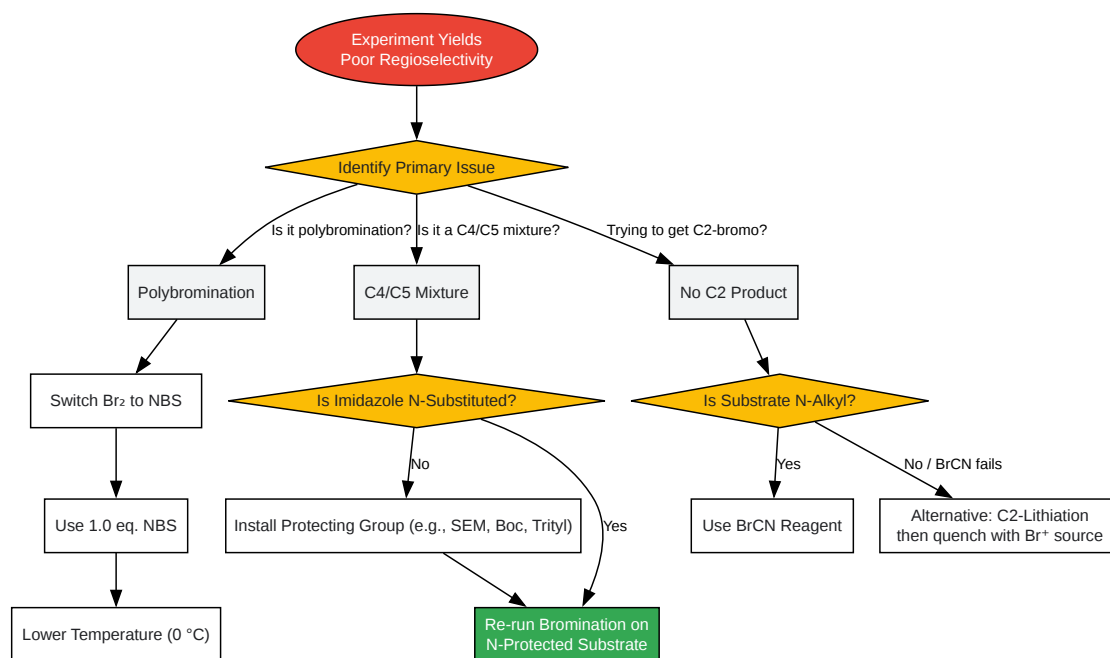 Experiment Yields
Poor Regioselectivity
Identify Primary Issue
Is it polybromination?
Is it a C4/C5 mixture?
Trying to get C2-bromo?
Polybromination
C4/C5 Mixture
No C2 Product
Switch Br₂ to NBS
Is Imidazole N-Substituted?
Is Substrate N-Alkyl?
No
Yes
No / BrCN fails
Use 1.0 eq. NBS
Install Protecting Group (e.g., SEM, Boc, Trityl)
Yes
Use BrCN Reagent
Alternative: C2-Lithiation
then quench with Br⁺ source
Lower Temperature (0 °C)
Re-run Bromination on
N-Protected Substrate